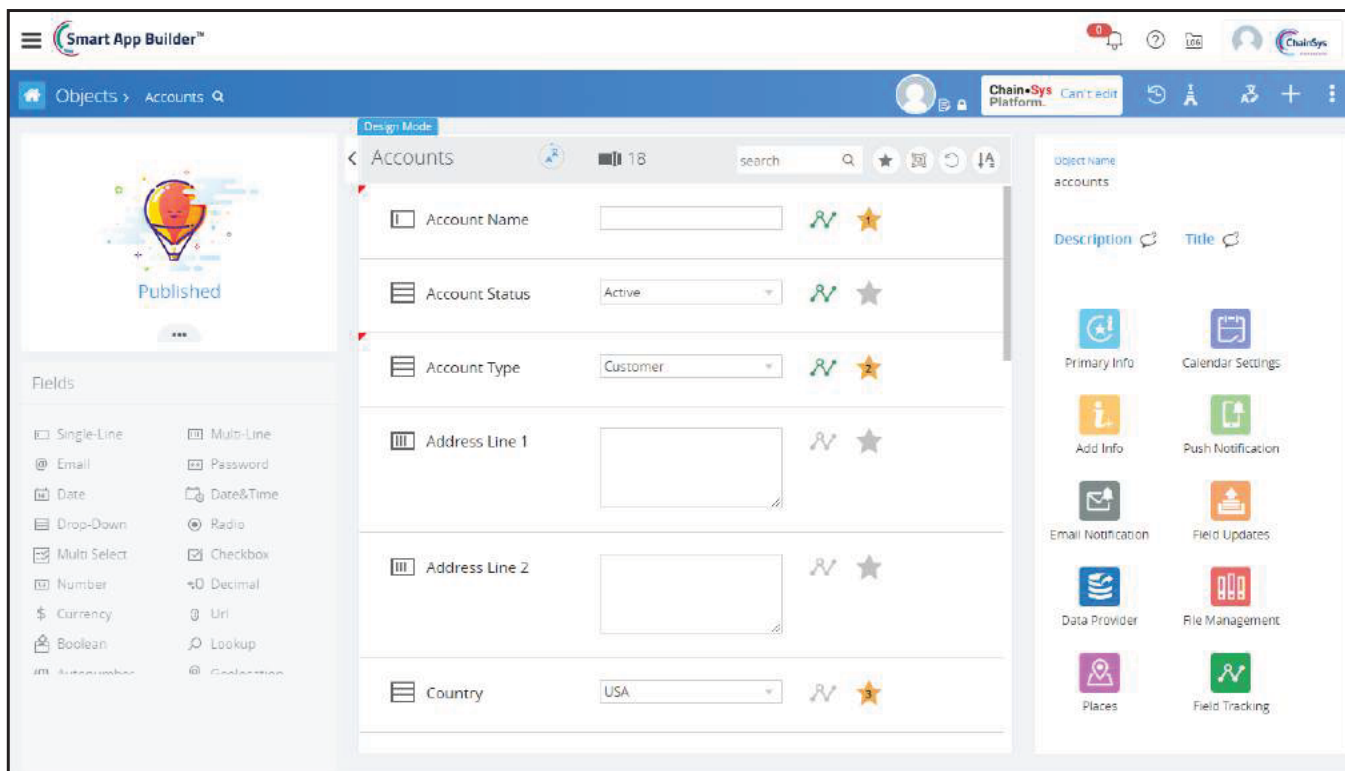 Smart App Builder™
0
LOG
ChainSys
Objects > Accounts
Chain•Sys Platform. Can't edit
Design Mode
Published
Fields
Single-Line Multi-Line
Email Password
Date Date&Time
Drop-Down Radio
Multi Select Checkbox
Number Decimal
Currency Url
Boolean Lookup
Autonumber Geolocation
Accounts 18 search
Account Name 1
Account Status Active
Account Type Customer 2
Address Line 1
Address Line 2
Country USA 3
Object Name
accounts
Description Title
Primary Info Calendar Settings
Add Info Push Notification
Email Notification Field Updates
Data Provider File Management
Places Field Tracking